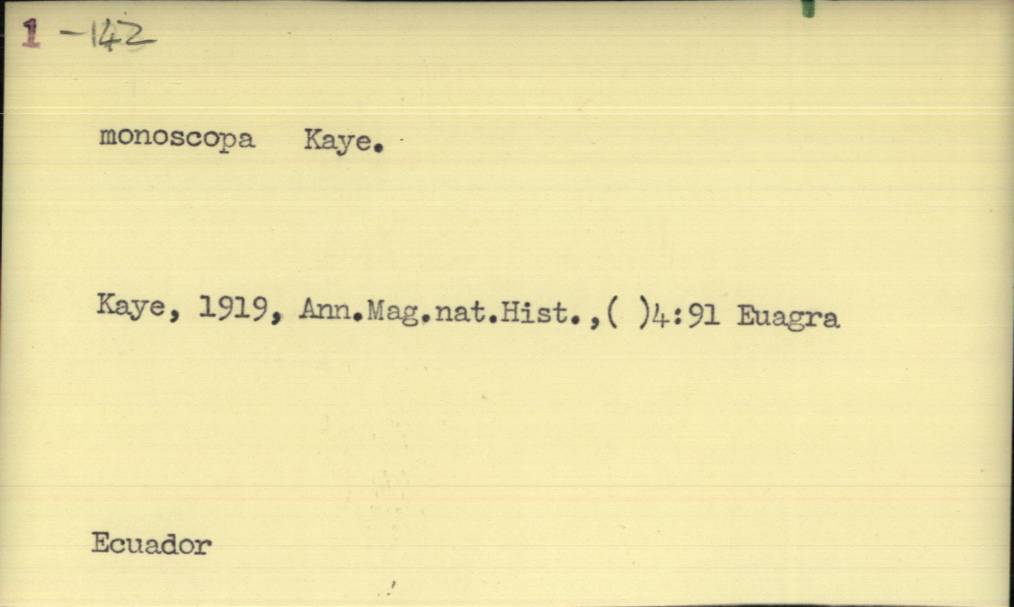 1 -142
monoscopa Kaye.
Kaye, 1919, Ann.Mag.nat.Hist.,( )4:91 Euagra
Ecuador